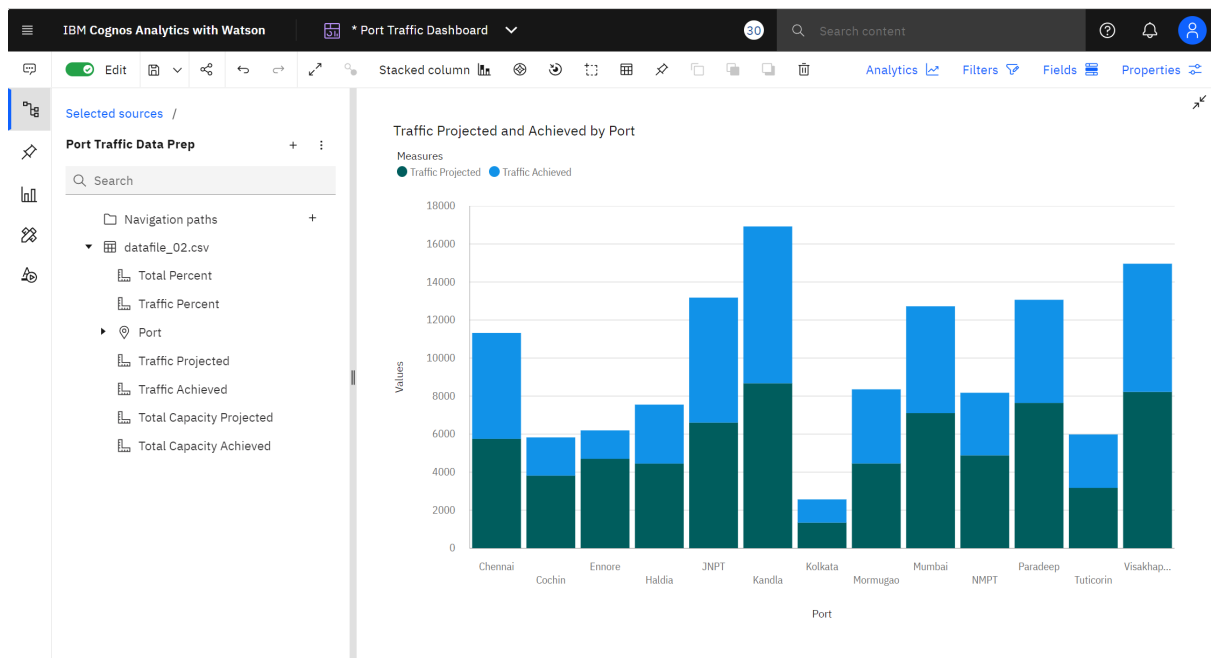 IBM Cognos Analytics with Watson
* Port Traffic Dashboard
30
Search content
Edit
Stacked column
Analytics
Filters
Fields
Properties
Selected sources /
Port Traffic Data Prep
Search
Navigation paths
datafile_02.csv
Total Percent
Traffic Percent
Port
Traffic Projected
Traffic Achieved
Total Capacity Projected
Total Capacity Achieved
Traffic Projected and Achieved by Port
Measures
Traffic Projected Traffic Achieved
18000
16000
14000
12000
10000
8000
6000
4000
2000
0
Values
Chennai
Cochin
Ennore
Haldia
JNPT
Kandla
Kolkata
Mormugao
Mumbai
NMPT
Paradeep
Tuticorin
Visakhap...
Port